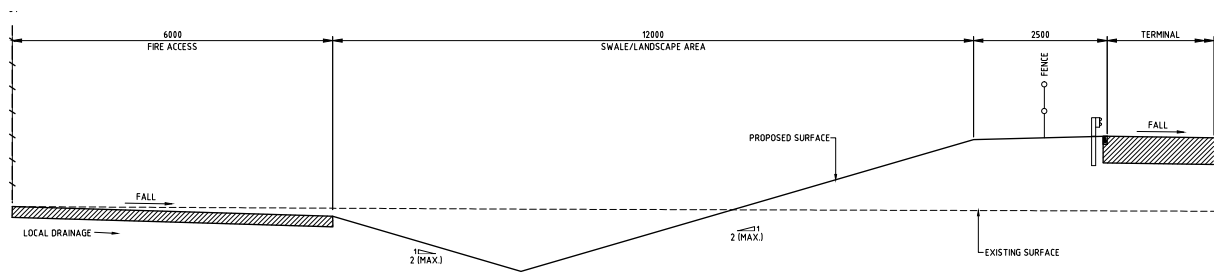 6000
FIRE ACCESS
12000
SWALE/LANDSCAPE AREA
2500
TERMINAL
FENCE
FALL
PROPOSED SURFACE
FALL
LOCAL DRAINAGE
1
2 (MAX.)
1
2 (MAX.)
EXISTING SURFACE